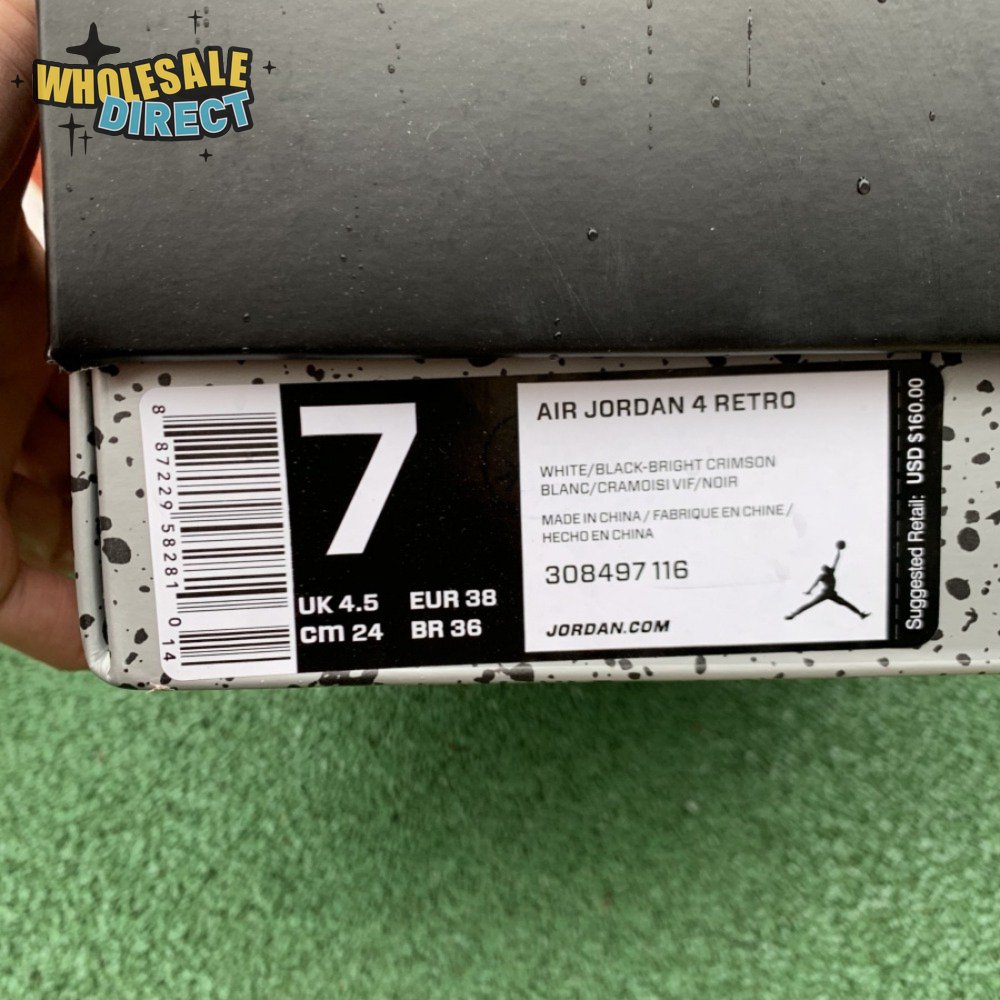 WHOLESALE
DIRECT
8 87229 58281 0 14
7
UK 4.5 EUR 38
cm 24 BR 36
AIR JORDAN 4 RETRO
WHITE/BLACK-BRIGHT CRIMSON
BLANC/CRAMOISI VIF/NOIR
MADE IN CHINA / FABRIQUE EN CHINE /
HECHO EN CHINA
308497 116
JORDAN.COM
Suggested Retail: USD $160.00